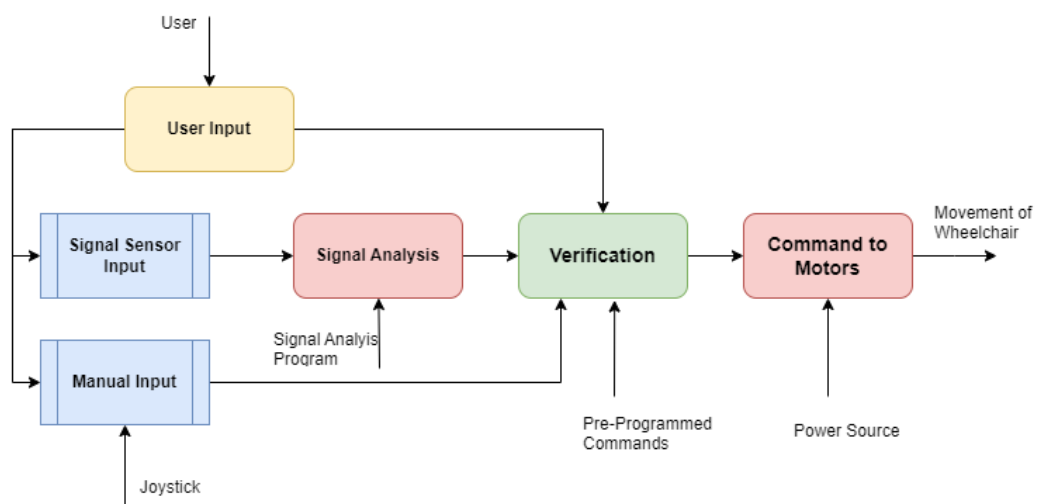 User
User Input
Movement of
Wheelchair
Signal Sensor
Input
Signal Analysis
Verification
Command to
Motors
Signal Analyis
Program
Manual Input
Pre-Programmed
Commands
Power Source
Joystick